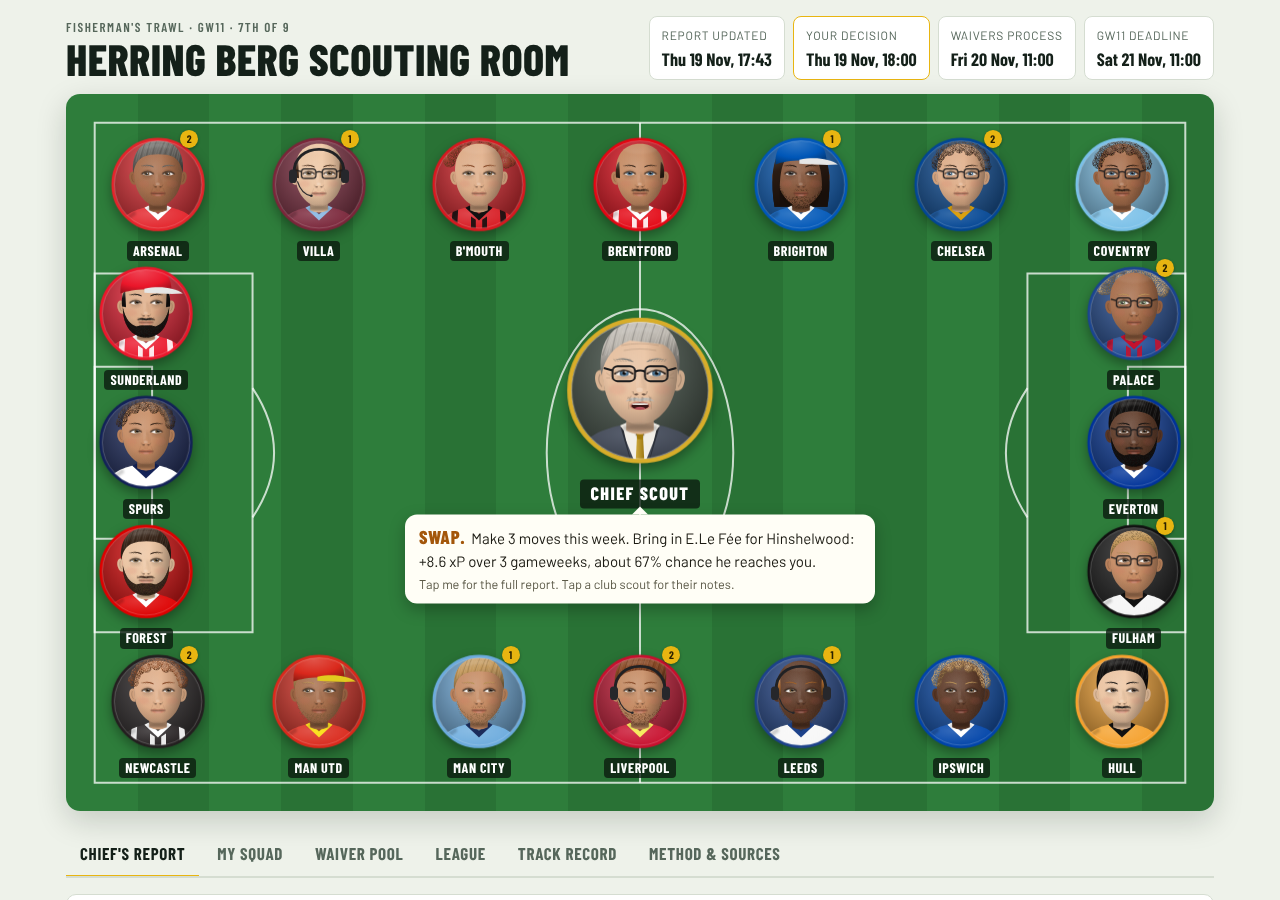 FISHERMAN'S TRAWL · GW11 · 7TH OF 9
HERRING BERG SCOUTING ROOM
REPORT UPDATED
Thu 19 Nov, 17:43
YOUR DECISION
Thu 19 Nov, 18:00
WAIVERS PROCESS
Fri 20 Nov, 11:00
GW11 DEADLINE
Sat 21 Nov, 11:00
2
ARSENAL
1
VILLA
B'MOUTH
BRENTFORD
1
BRIGHTON
2
CHELSEA
COVENTRY
SUNDERLAND
2
PALACE
SPURS
EVERTON
CHIEF SCOUT
SWAP. Make 3 moves this week. Bring in E.Le Fée for Hinshelwood:
+8.6 xP over 3 gameweeks, about 67% chance he reaches you.
Tap me for the full report. Tap a club scout for their notes.
FOREST
1
FULHAM
2
NEWCASTLE
MAN UTD
1
MAN CITY
2
LIVERPOOL
1
LEEDS
IPSWICH
HULL
CHIEF'S REPORT
MY SQUAD
WAIVER POOL
LEAGUE
TRACK RECORD
METHOD & SOURCES